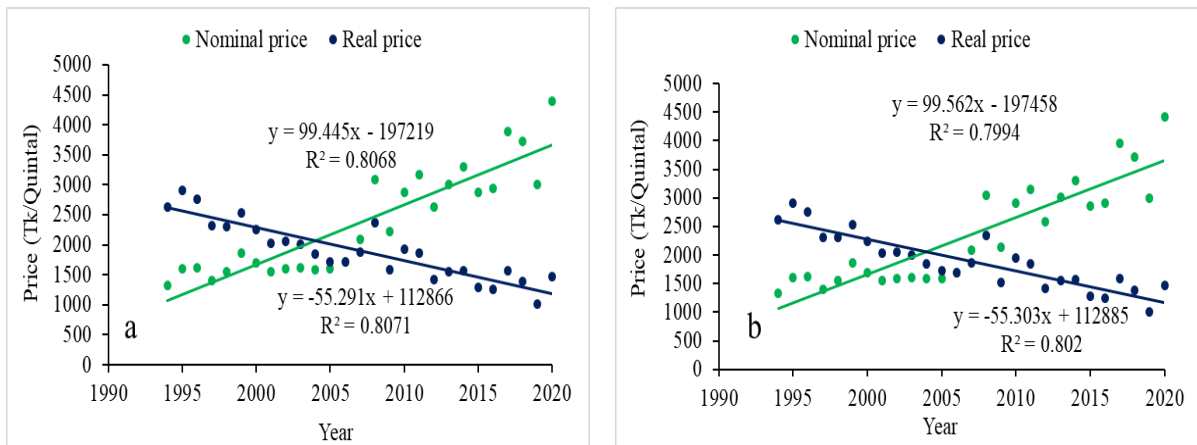 Nominal price Real price
5000
4500
4000
3500
3000
2500
2000
1500
1000
500
0
Price (Tk/Quintal)
y = 99.445x - 197219
R² = 0.8068
y = -55.291x + 112866
R² = 0.8071
a
1990 1995 2000 2005 2010 2015 2020
Year
Nominal price Real price
5000
4500
4000
3500
3000
2500
2000
1500
1000
500
0
Price (Tk/Quintal)
y = 99.562x - 197458
R² = 0.7994
y = -55.303x + 112885
R² = 0.802
b
1990 1995 2000 2005 2010 2015 2020
Year